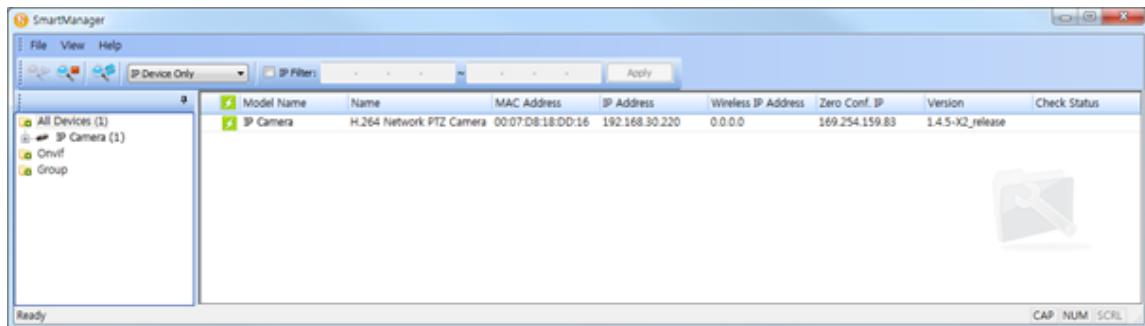 SmartManager
File View Help
IP Device Only IP Filter: . . . ~ . . . Apply
Model Name Name MAC Address IP Address Wireless IP Address Zero Conf. IP Version Check Status
All Devices (1) IP Camera H.264 Network PTZ Camera 00:07:D8:18:DD:16 192.168.30.220 0.0.0.0 169.254.159.83 1.4.5-X2_release
IP Camera (1)
Onvif
Group
Ready CAP NUM SCRL